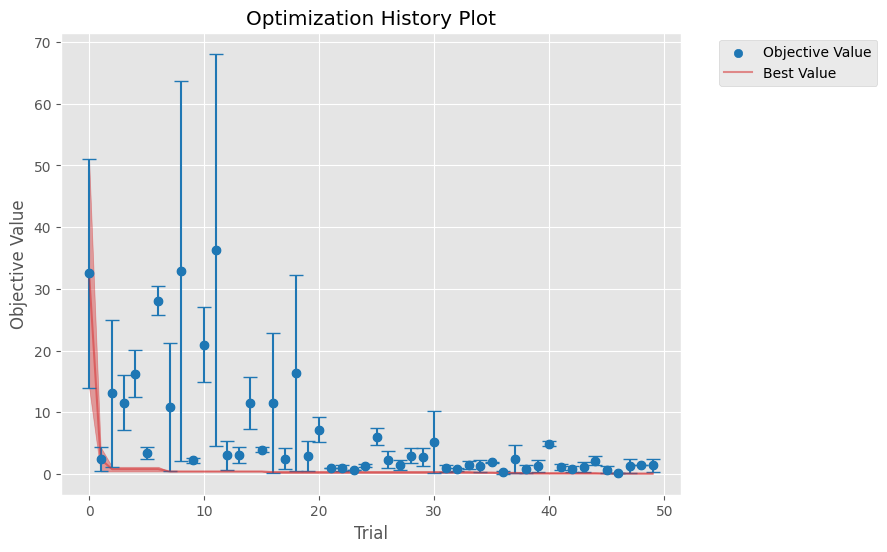 Optimization History Plot
Objective Value
Best Value
Objective Value
70
60
50
40
30
20
10
0
0 10 20 30 40 50
Trial